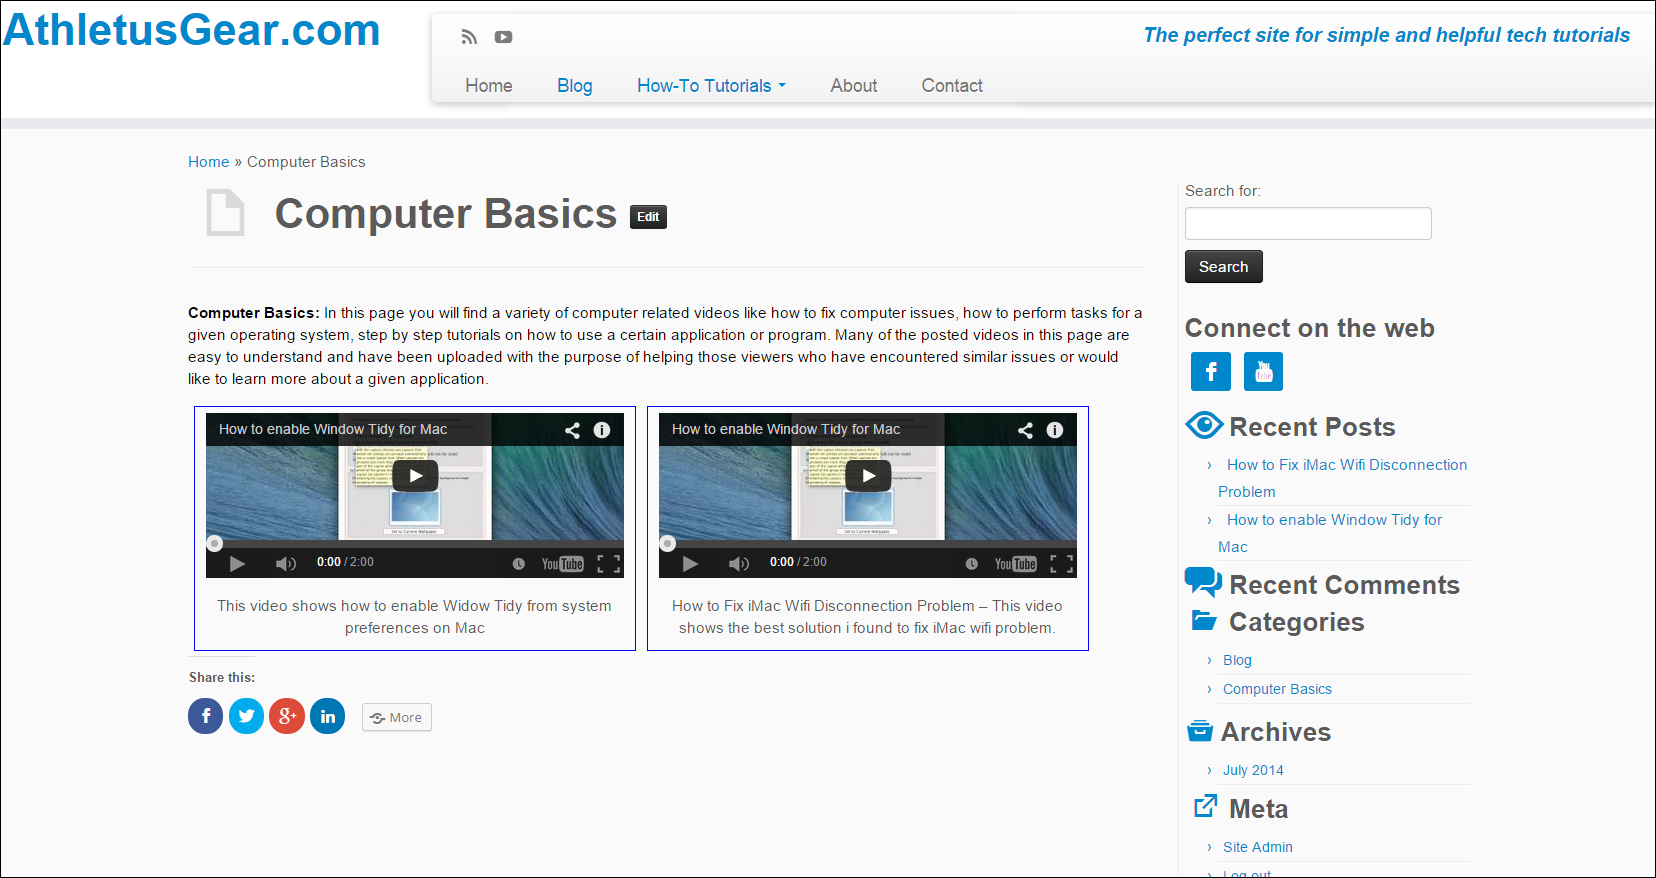 AthletusGear.com
The perfect site for simple and helpful tech tutorials
Home
Blog
How-To Tutorials
About
Contact
Home » Computer Basics
Computer Basics
Edit
Computer Basics: In this page you will find a variety of computer related videos like how to fix computer issues, how to perform tasks for a
given operating system, step by step tutorials on how to use a certain application or program. Many of the posted videos in this page are
easy to understand and have been uploaded with the purpose of helping those viewers who have encountered similar issues or would
like to learn more about a given application.
How to enable Window Tidy for Mac
0:00 / 2:00
YouTube
This video shows how to enable Widow Tidy from system
preferences on Mac
How to enable Window Tidy for Mac
0:00 / 2:00
YouTube
How to Fix iMac Wifi Disconnection Problem – This video
shows the best solution i found to fix iMac wifi problem.
Share this:
More
Search for:
Search
Connect on the web
You
Tube
Recent Posts
› How to Fix iMac Wifi Disconnection
Problem
› How to enable Window Tidy for
Mac
Recent Comments
Categories
› Blog
› Computer Basics
Archives
› July 2014
Meta
› Site Admin
› Log out